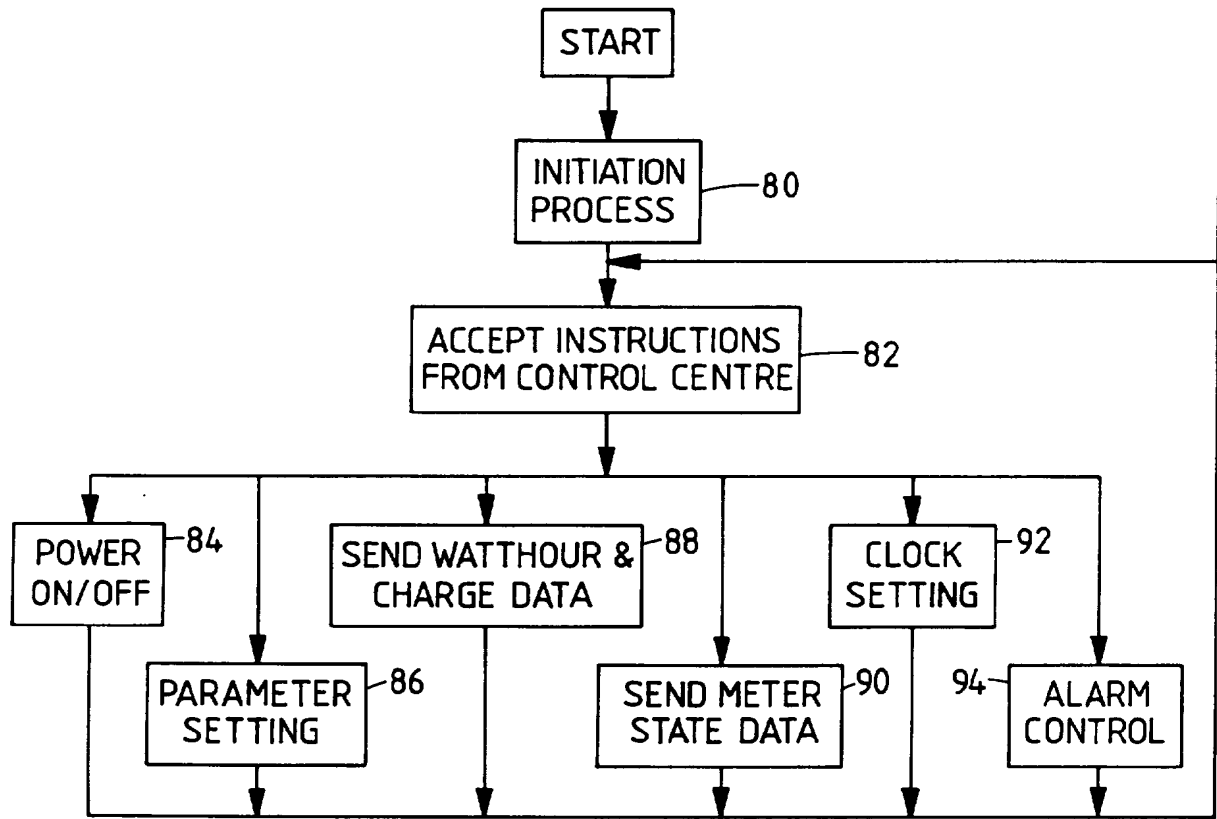 START
INITIATION
PROCESS
80
ACCEPT INSTRUCTIONS
FROM CONTROL CENTRE
82
POWER
ON/OFF
84
SEND WATTHOUR &
CHARGE DATA
88
CLOCK
SETTING
92
PARAMETER
SETTING
86
SEND METER
STATE DATA
90
94
ALARM
CONTROL